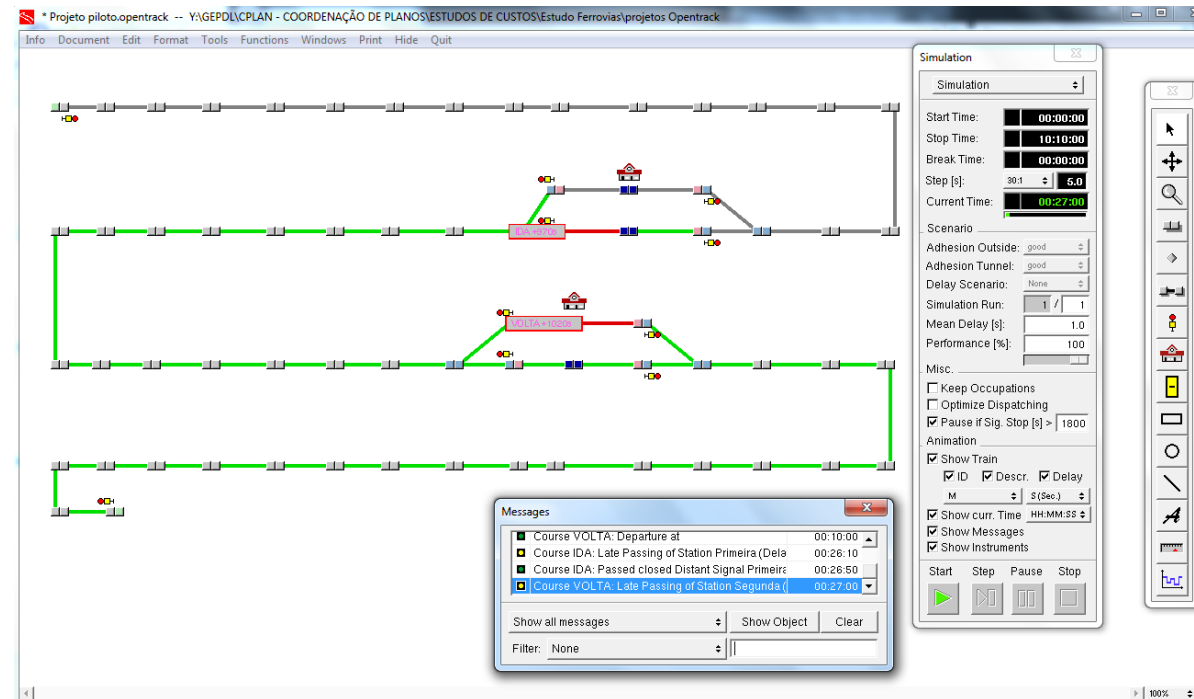 * Projeto piloto.opentrack -- Y:\GEPDL\CPLAN - COORDENAÇÃO DE PLANOS\ESTUDOS DE CUSTOS\Estudo Ferrovias\projetos Opentrack
Info Document Edit Format Tools Functions Windows Print Hide Quit
IDA +970s
VOLTA +1020s
Simulation
Simulation
Start Time: 00:00:00
Stop Time: 10:10:00
Break Time: 00:00:00
Step [s]: 30:1 5.0
Current Time: 00:27:00
Scenario
Adhesion Outside: good
Adhesion Tunnel: good
Delay Scenario: None
Simulation Run: 1 / 1
Mean Delay [s]: 1.0
Performance [%]: 100
Misc.
Keep Occupations
Optimize Dispatching
Pause if Sig. Stop [s] > 1800
Animation
Show Train
ID Descr. Delay
M S (Sec.)
Show curr. Time HH:MM:SS
Show Messages
Show Instruments
Start Step Pause Stop
Messages
Course VOLTA: Departure at 00:10:00
Course IDA: Late Passing of Station Primeira (Dela 00:26:10
Course IDA: Passed closed Distant Signal Primeira 00:26:50
Course VOLTA: Late Passing of Station Segunda ( 00:27:00
Show all messages Show Object Clear
Filter: None
100%